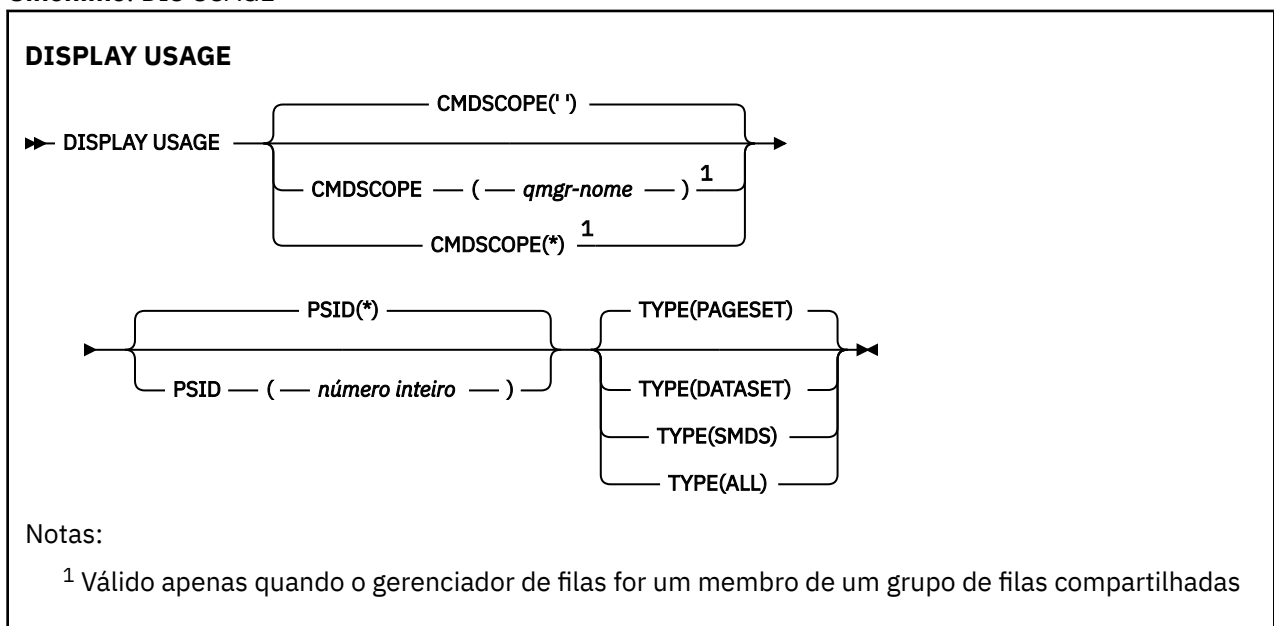 DISPLAY USAGE
CMDSCOPE(' ')
DISPLAY USAGE
CMDSCOPE ( qmgr-nome ) 1
CMDSCOPE(*) 1
PSID(*)
TYPE(PAGESET)
PSID ( número inteiro )
TYPE(DATASET)
TYPE(SMDS)
TYPE(ALL)
Notas:
1 Válido apenas quando o gerenciador de filas for um membro de um grupo de filas compartilhadas